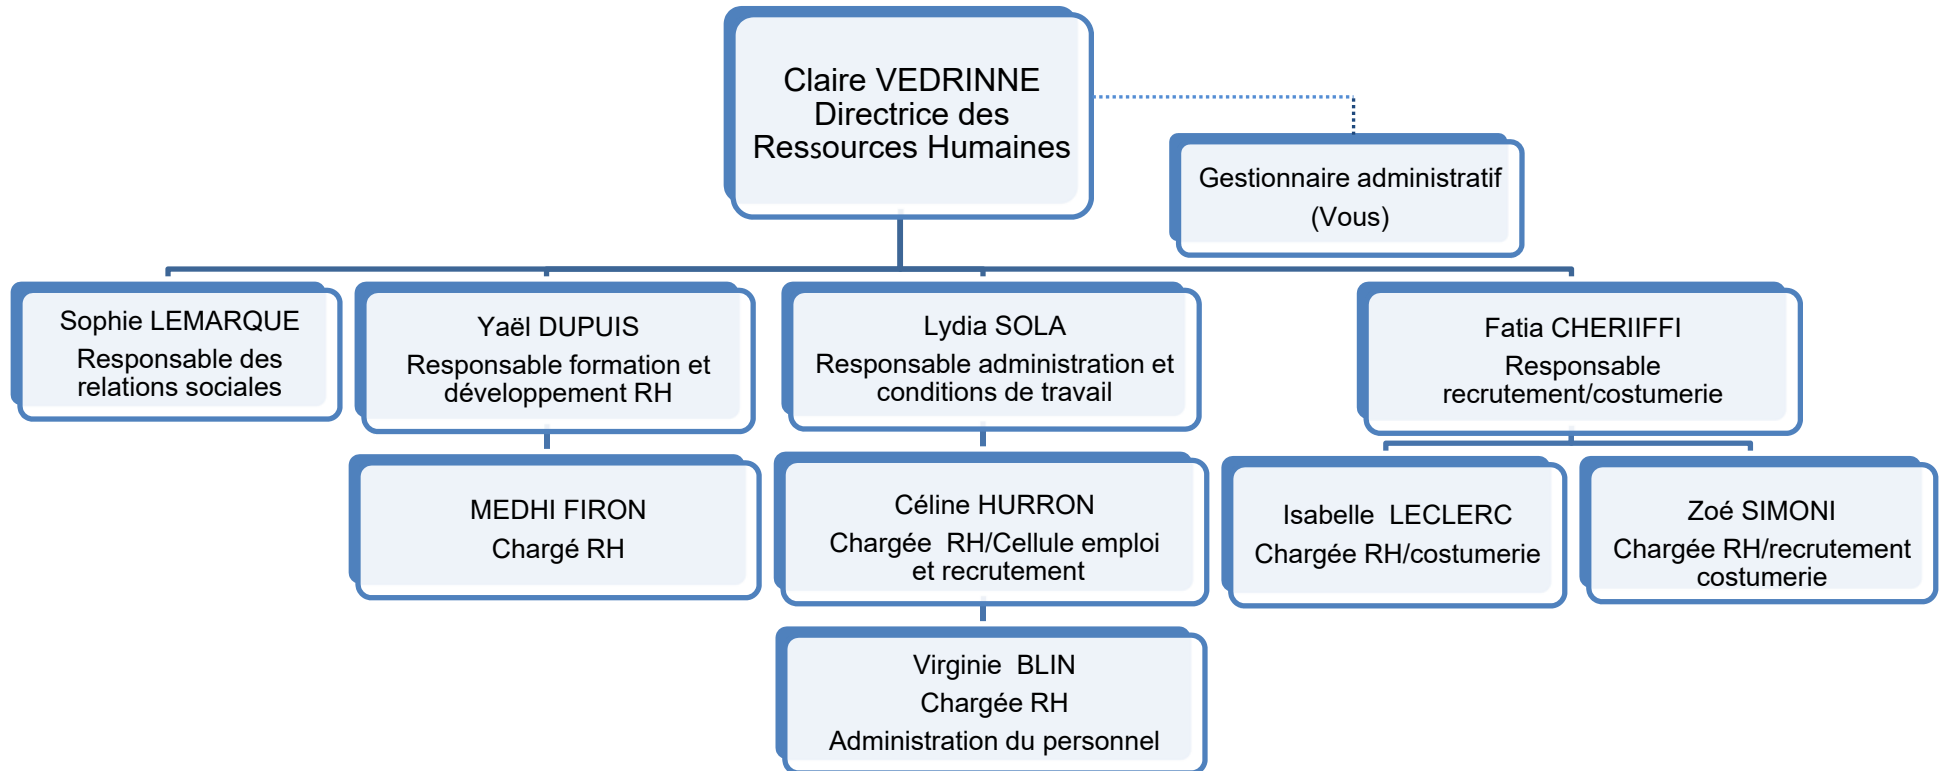 Claire VEDRINNE
Directrice des
Ressources Humaines
Gestionnaire administratif
(Vous)
Sophie LEMARQUE
Responsable des
relations sociales
Yaël DUPUIS
Responsable formation et
développement RH
Lydia SOLA
Responsable administration et
conditions de travail
Fatia CHERIIFFI
Responsable
recrutement/costumerie
MEDHI FIRON
Chargé RH
Céline HURRON
Chargée RH/Cellule emploi
et recrutement
Isabelle LECLERC
Chargée RH/costumerie
Zoé SIMONI
Chargée RH/recrutement
costumerie
Virginie BLIN
Chargée RH
Administration du personnel